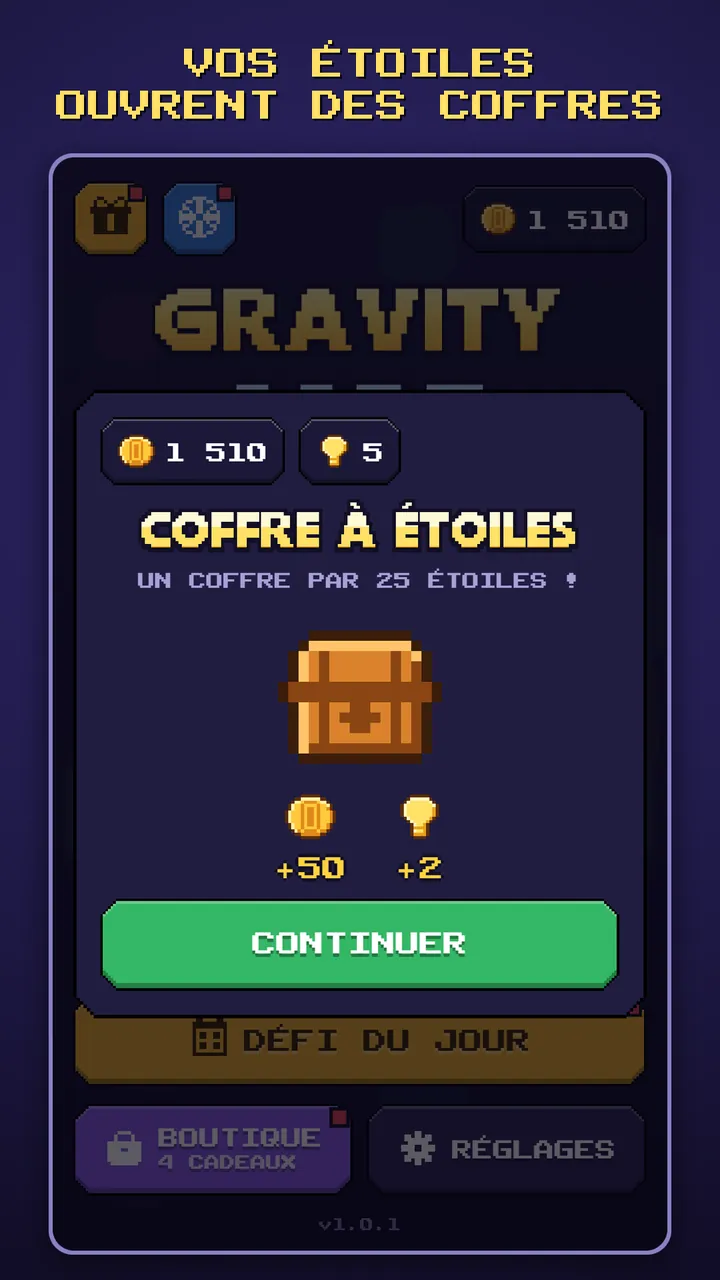 VOS ÉTOILES
OUVRENT DES COFFRES
1 510
GRAVITY
1 510
5
COFFRE À ÉTOILES
UN COFFRE PAR 25 ÉTOILES !
+50
+2
CONTINUER
DÉFI DU JOUR
BOUTIQUE
4 CADEAUX
RÉGLAGES
v1.0.1